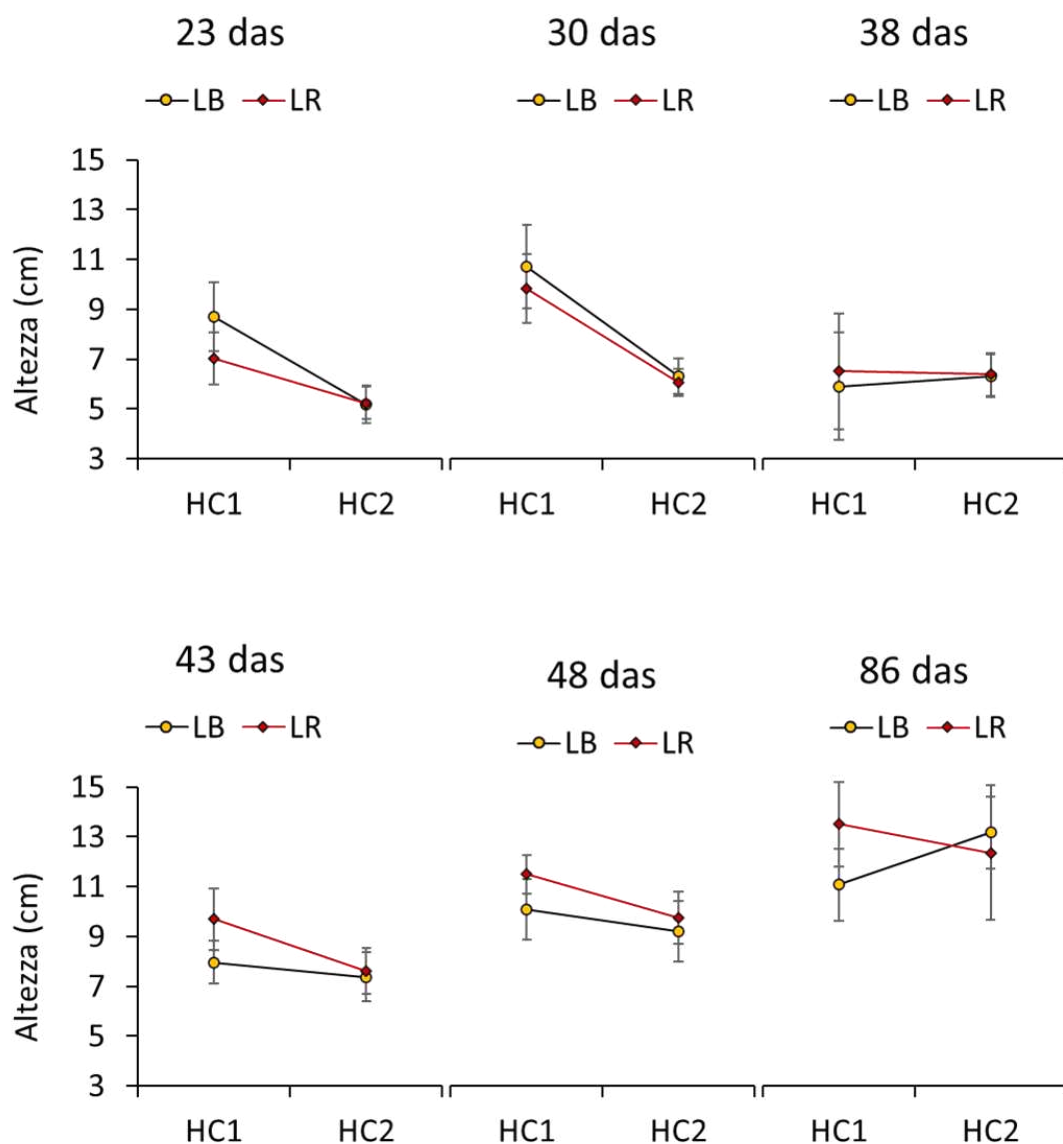 23 das
30 das
38 das
LB LR
LB LR
LB LR
Altezza (cm)
15
13
11
9
7
5
3
HC1 HC2
HC1 HC2
HC1 HC2
43 das
48 das
86 das
LB LR
LB LR
LB LR
Altezza (cm)
15
13
11
9
7
5
3
HC1 HC2
HC1 HC2
HC1 HC2